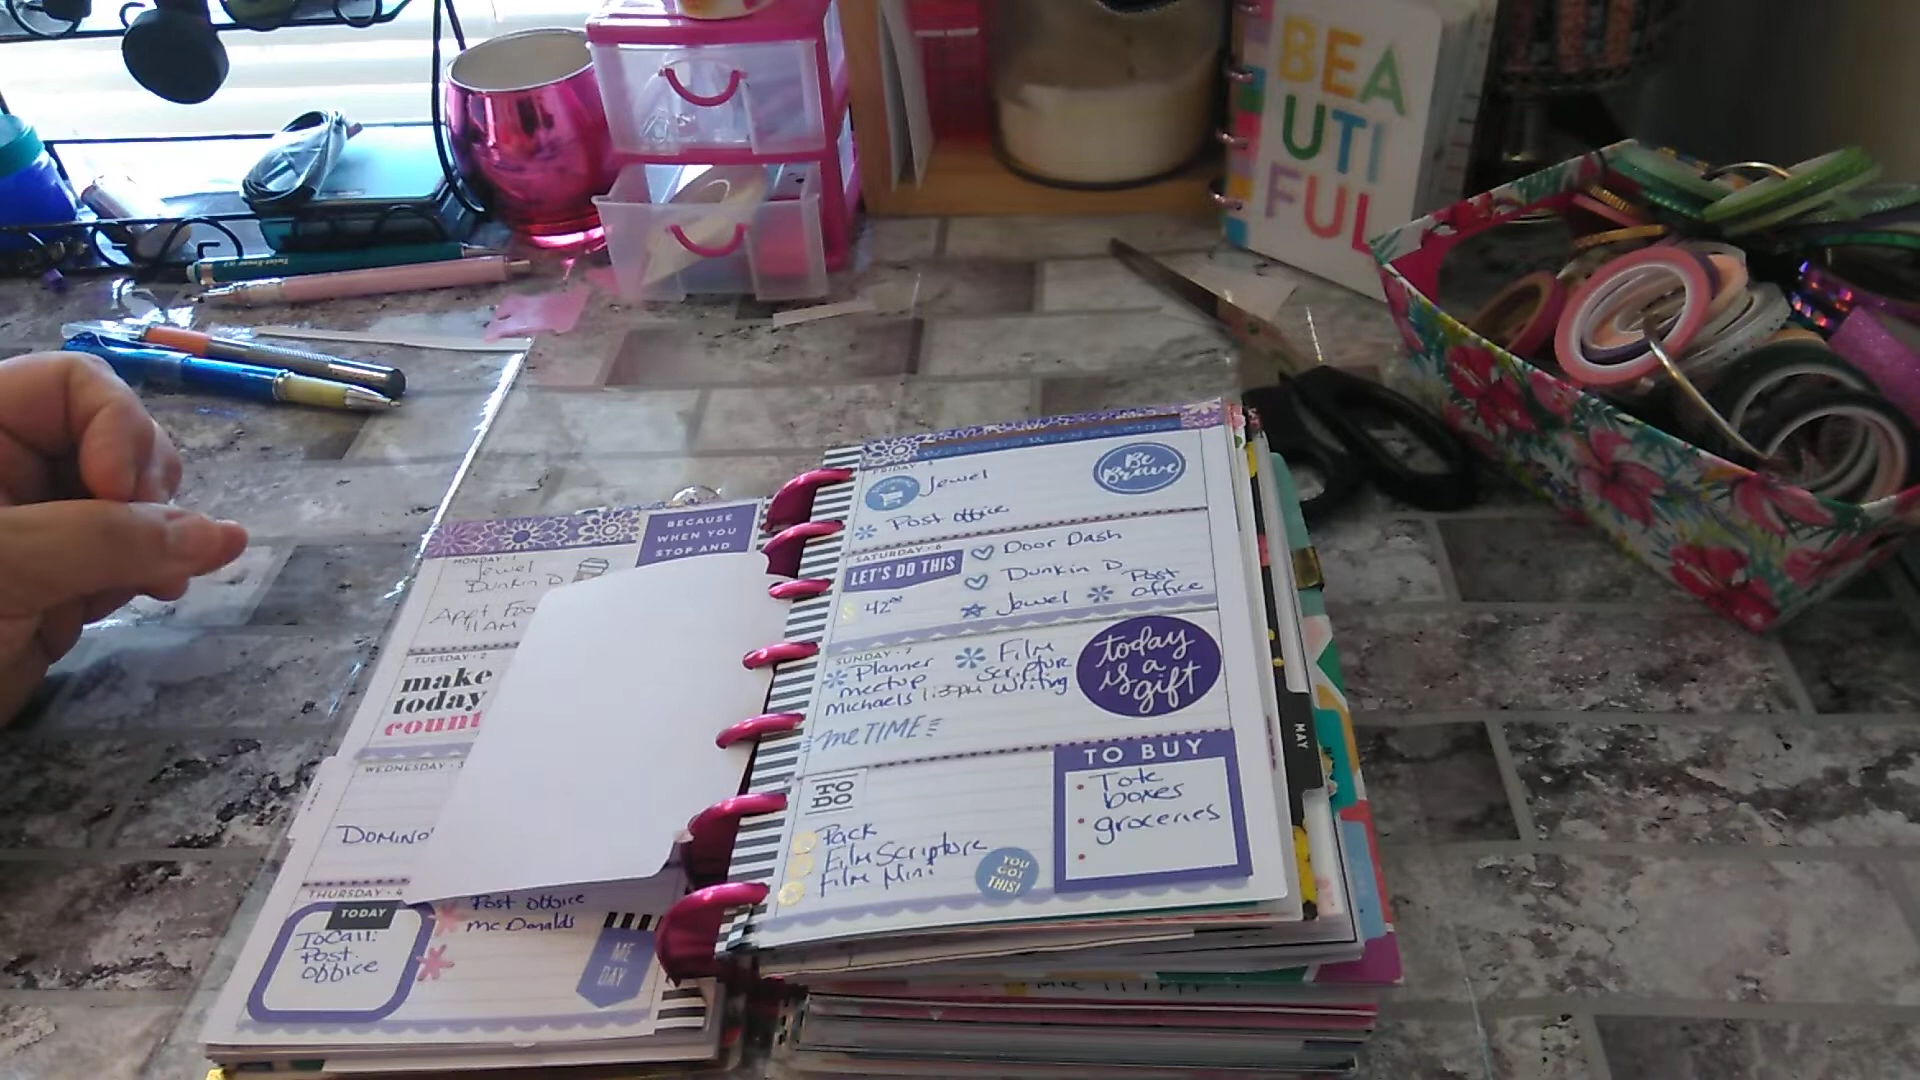 BEA
UTI
FUL
BECAUSE
WHEN YOU
STOP AND
MONDAY · 1
Jewel
Dunkin D
Appt. Foo
11AM
TUESDAY · 2
make
today
count
WEDNESDAY · 3
DOMINO'
THURSDAY · 4
TODAY
To Call:
Post
Office
Post office
McDonalds
ME
DAY
FRIDAY · 5
Jewel
Be
Brave
Post office
SATURDAY · 6
LET'S DO THIS
Door Dash
Dunkin D
$ 42
Jewel
Post
Office
SUNDAY · 7
Planner
meetup
Michaels 1:30PM
Film
Scripture
Writing
today
is a
gift
me TIME
TO
DO
Pack
Film Scripture
Film Mini
YOU
GOT
THIS!
TO BUY
Tote
boxes
groceries
MAY